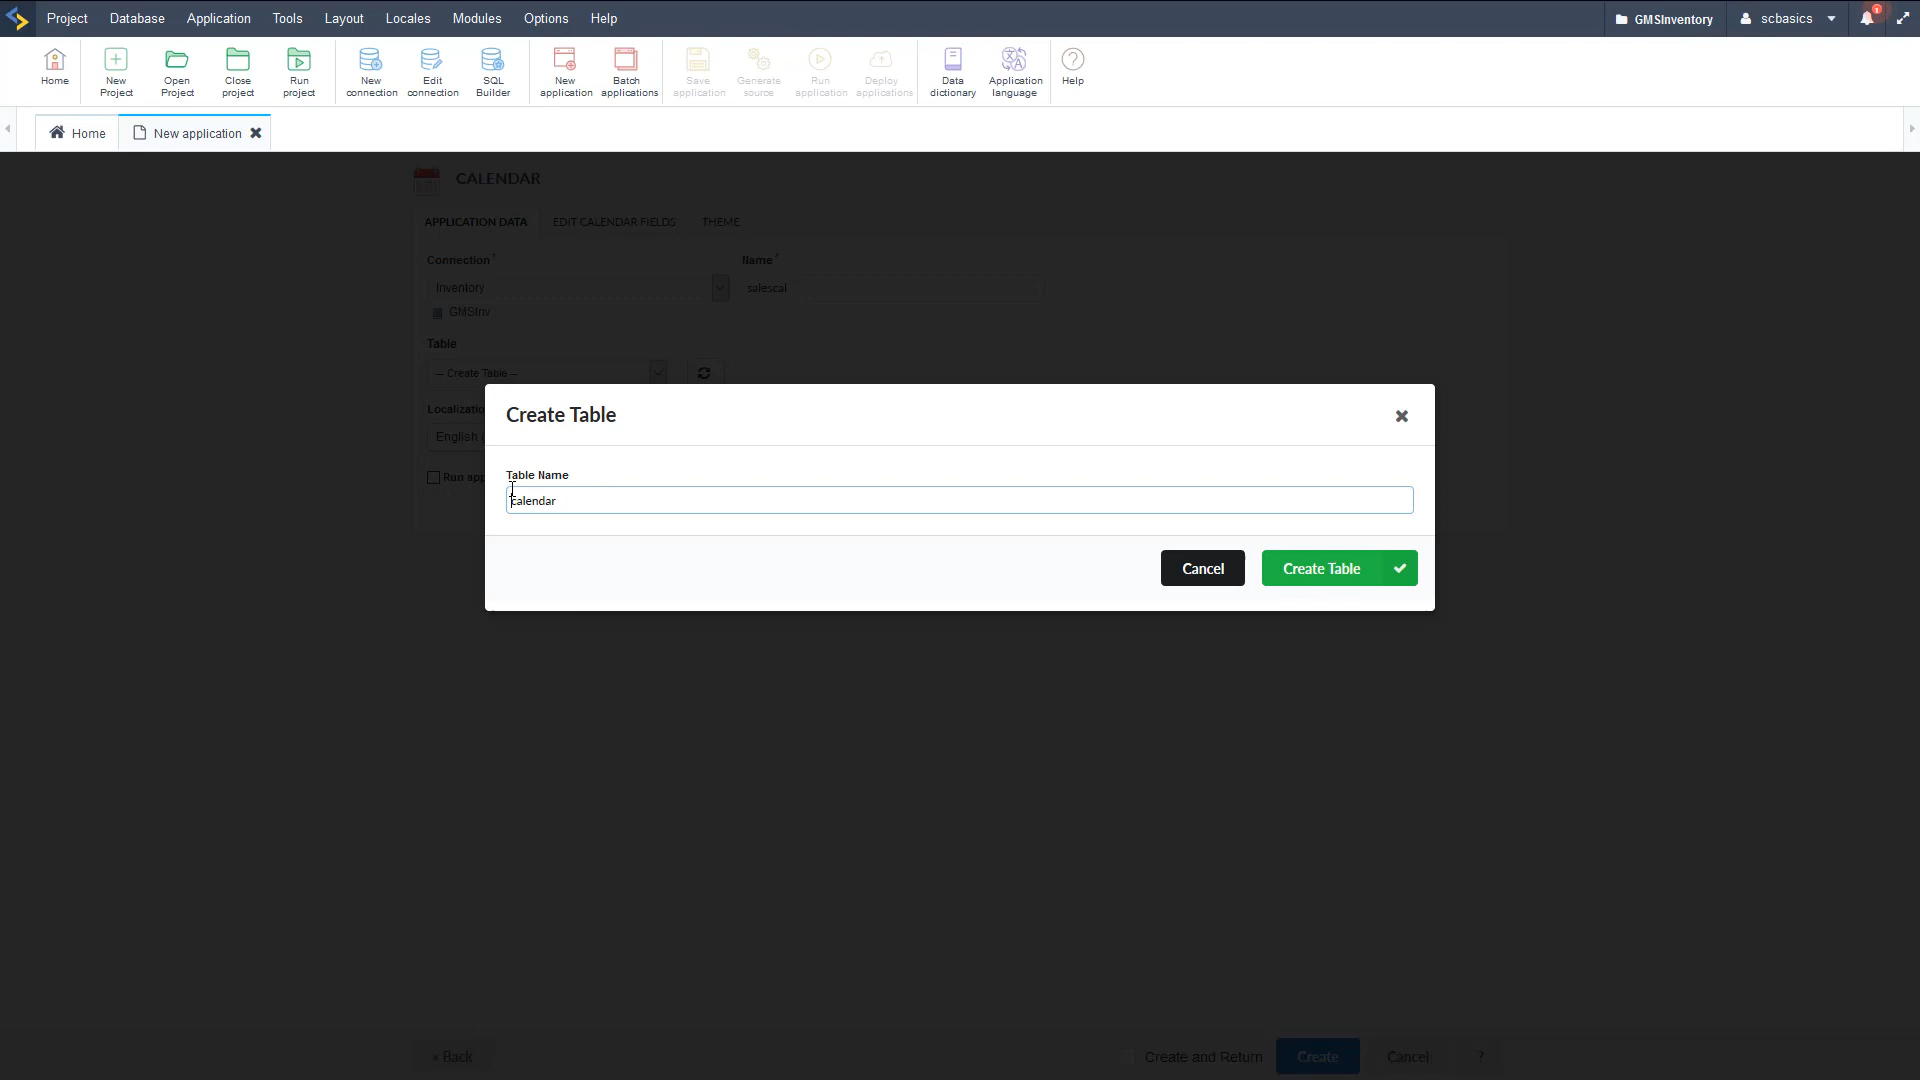 Project Database Application Tools Layout Locales Modules Options Help GMSInventory scbasics 1
Home New Project Open Project Close project Run project New connection Edit connection SQL Builder New application Batch applications Save application Generate source Run application Deploy applications Data dictionary Application language Help
Home New application
CALENDAR
APPLICATION DATA EDIT CALENDAR FIELDS THEME
Connection * Name *
Inventory salescal
GMSInv
Table
-- Create Table --
Localizatio
English (
Run app
Create Table
Table Name
calendar
Cancel Create Table
« Back Create and Return Create Cancel ?